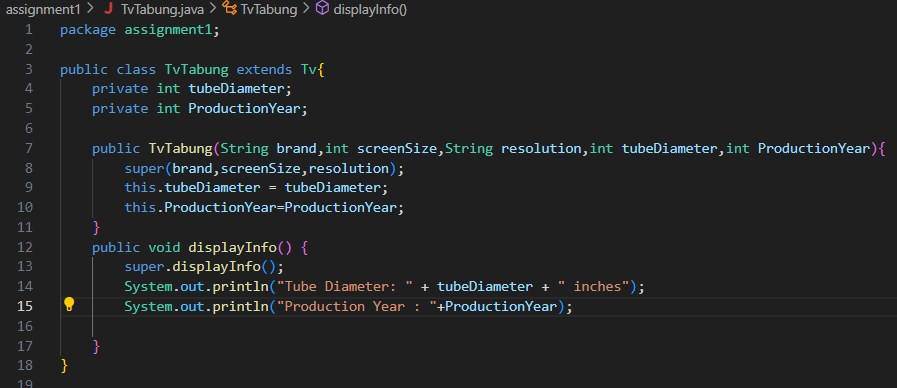 assignment1 > J TvTabung.java > TvTabung > displayInfo()
1 package assignment1;
2
3 public class TvTabung extends Tv{
4 private int tubeDiameter;
5 private int ProductionYear;
6
7 public TvTabung(String brand,int screenSize,String resolution,int tubeDiameter,int ProductionYear){
8 super(brand,screenSize,resolution);
9 this.tubeDiameter = tubeDiameter;
10 this.ProductionYear=ProductionYear;
11 }
12 public void displayInfo() {
13 super.displayInfo();
14 System.out.println("Tube Diameter: " + tubeDiameter + " inches");
15 System.out.println("Production Year : "+ProductionYear);
16
17 }
18 }
19